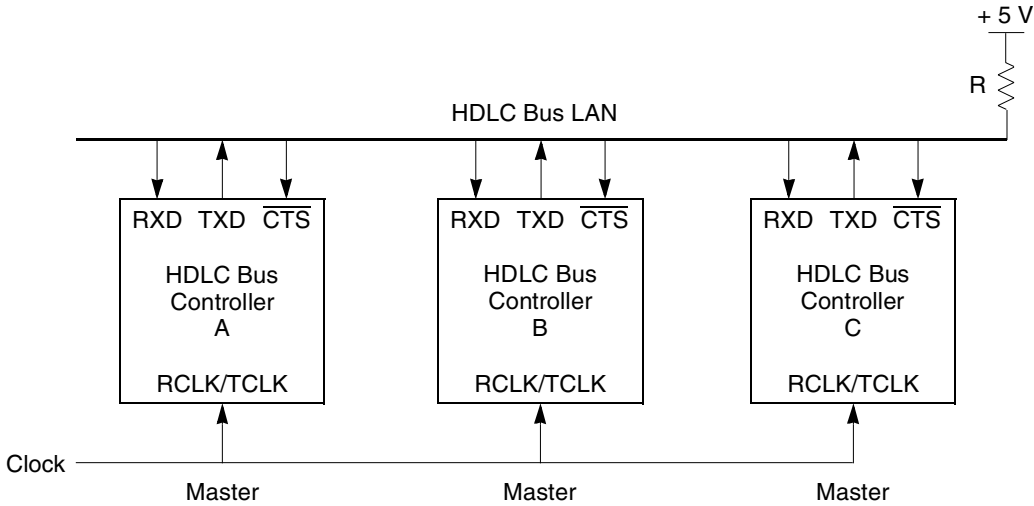 + 5 V
R
HDLC Bus LAN
RXD TXD CTS
HDLC Bus
Controller
A
RCLK/TCLK
RXD TXD CTS
HDLC Bus
Controller
B
RCLK/TCLK
RXD TXD CTS
HDLC Bus
Controller
C
RCLK/TCLK
Clock
Master
Master
Master